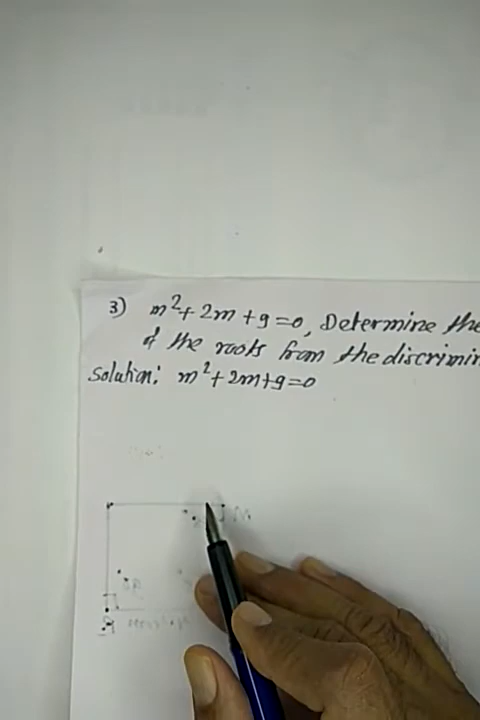 3) m²+ 2m +9=0, Determine the
of the roots from the discrimin
Solution: m²+2m+9=0